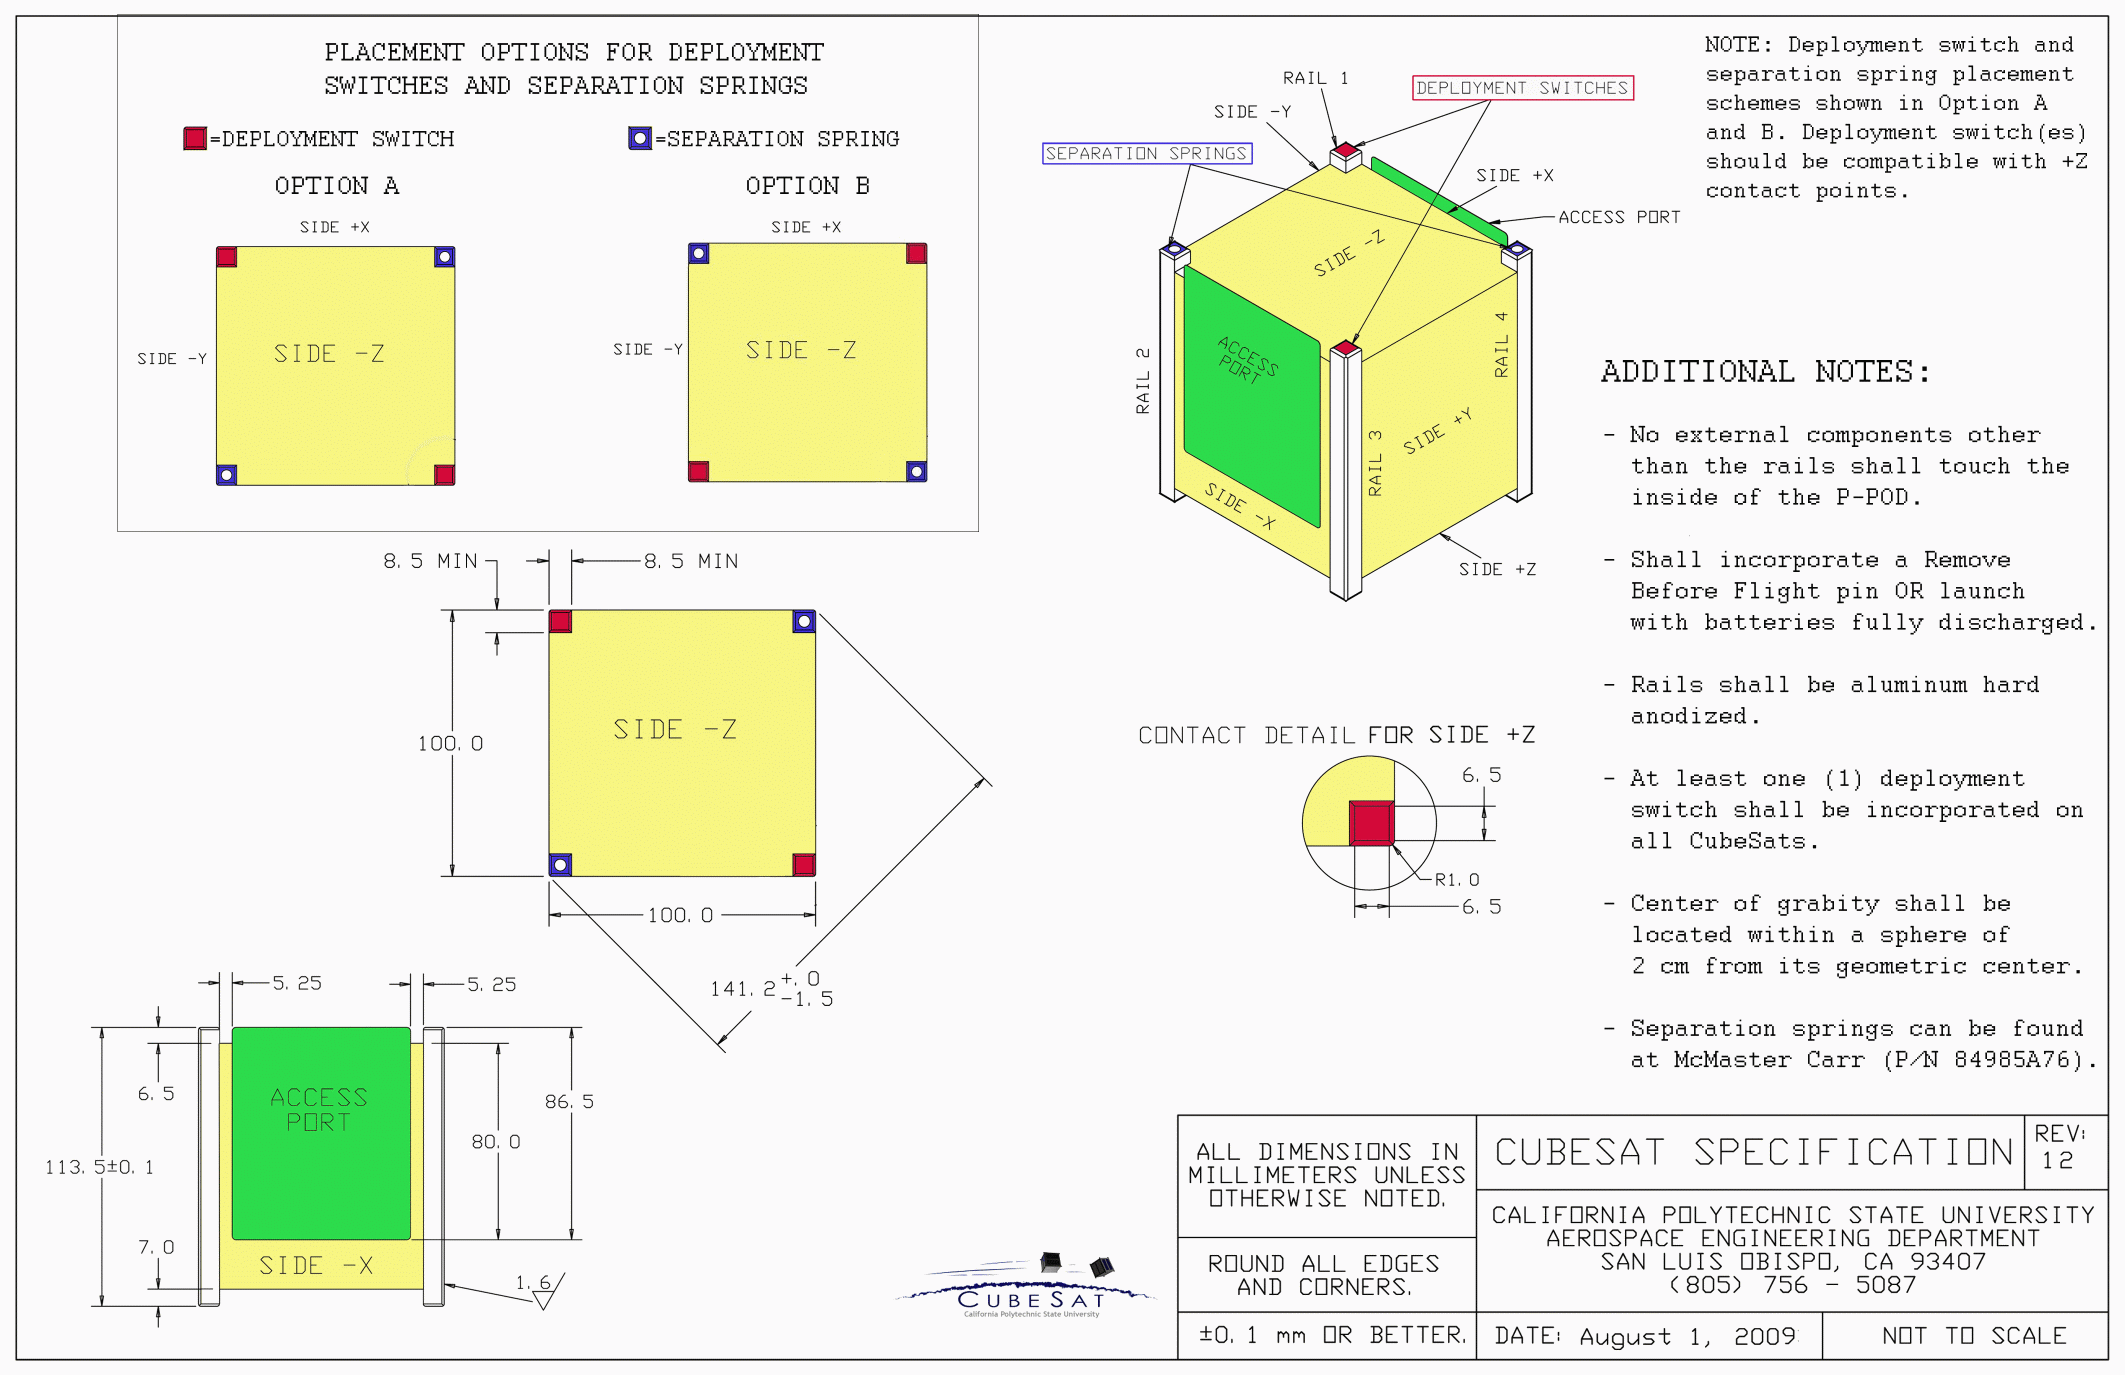 PLACEMENT OPTIONS FOR DEPLOYMENT
SWITCHES AND SEPARATION SPRINGS
=DEPLOYMENT SWITCH
=SEPARATION SPRING
OPTION A
OPTION B
SIDE +X
SIDE +X
SIDE -Y
SIDE -Z
SIDE -Y
SIDE -Z
RAIL 1
DEPLOYMENT SWITCHES
SIDE -Y
SEPARATION SPRINGS
SIDE +X
ACCESS PORT
SIDE -Z
RAIL 2
ACCESS
PORT
RAIL 4
SIDE +Y
RAIL 3
SIDE -X
SIDE +Z
NOTE: Deployment switch and
separation spring placement
schemes shown in Option A
and B. Deployment switch(es)
should be compatible with +Z
contact points.
ADDITIONAL NOTES:
- No external components other
than the rails shall touch the
inside of the P-POD.
- Shall incorporate a Remove
Before Flight pin OR launch
with batteries fully discharged.
- Rails shall be aluminum hard
anodized.
- At least one (1) deployment
switch shall be incorporated on
all CubeSats.
- Center of grabity shall be
located within a sphere of
2 cm from its geometric center.
- Separation springs can be found
at McMaster Carr (P/N 84985A76).
8.5 MIN
8.5 MIN
SIDE -Z
100.0
100.0
141.2 +.0
-1.5
CONTACT DETAIL FOR SIDE +Z
6.5
R1.0
6.5
5.25
5.25
6.5
ACCESS
PORT
86.5
80.0
113.5±0.1
7.0
SIDE -X
1.6
CUBESAT
California Polytechnic State University
ALL DIMENSIONS IN
MILLIMETERS UNLESS
OTHERWISE NOTED.
ROUND ALL EDGES
AND CORNERS.
±0.1 mm OR BETTER.
CUBESAT SPECIFICATION
REV:
12
CALIFORNIA POLYTECHNIC STATE UNIVERSITY
AEROSPACE ENGINEERING DEPARTMENT
SAN LUIS OBISPO, CA 93407
(805) 756 - 5087
DATE: August 1, 2009
NOT TO SCALE